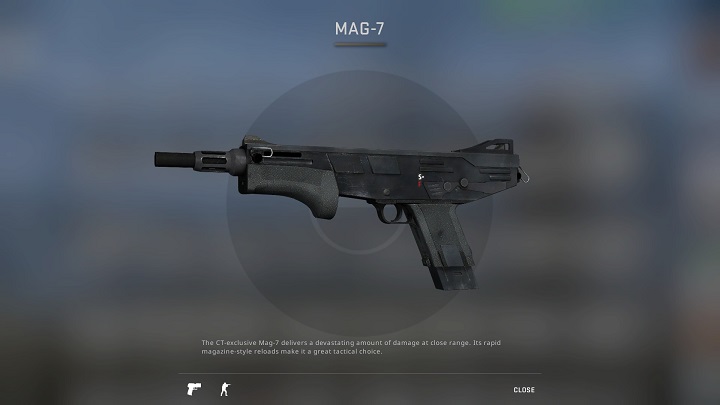 MAG-7
The CT-exclusive Mag-7 delivers a devastating amount of damage at close range. Its rapid
magazine-style reloads make it a great tactical choice.
CLOSE